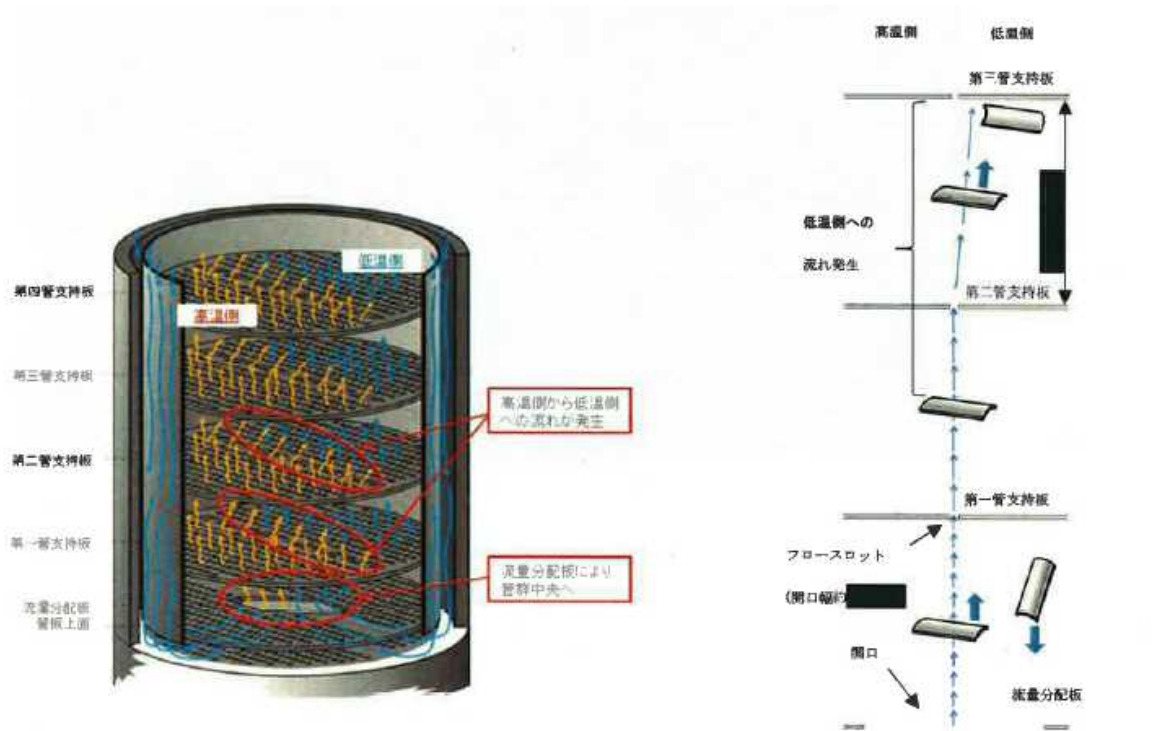 低温側
第四管支持板
高温側
第三管支持板
高温側から低温側
への流れが発生
第二管支持板
第一管支持板
流量分配板により
管群中央へ
流量分配板
管板上面
高温側
低温側
第三管支持板
低温側への
流れ発生
第二管支持板
第一管支持板
フロースロット
(開口幅約
開口
流量分配板